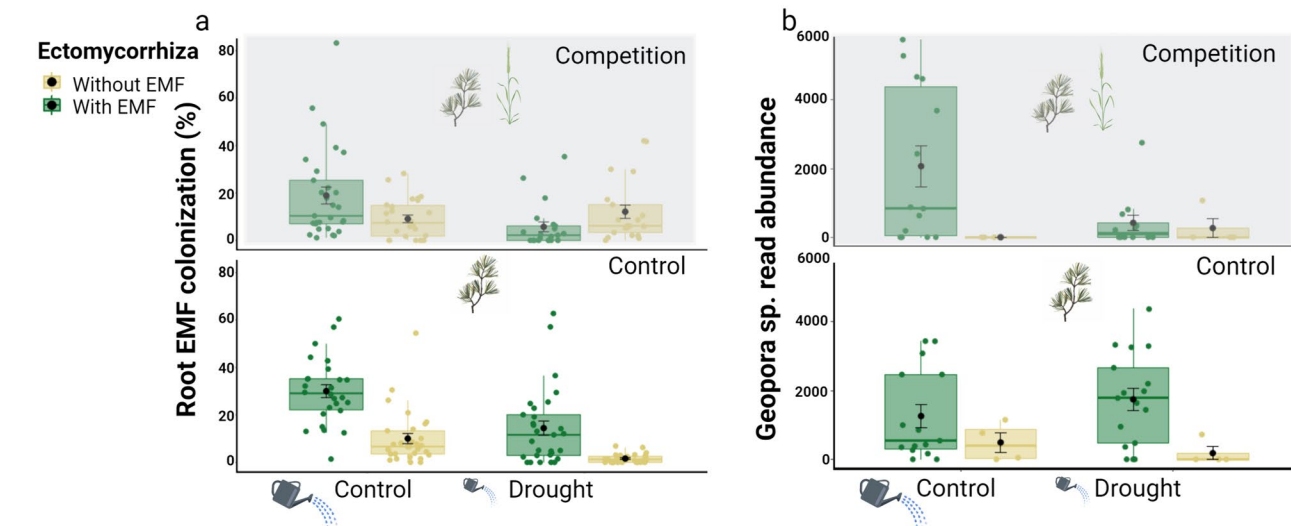 a
Ectomycorrhiza
Without EMF
With EMF
Root EMF colonization (%)
80
60
40
20
0
Competition
80
60
40
20
0
Control
Control
Drought
b
Geopora sp. read abundance
6000
4000
2000
0
Competition
6000
4000
2000
0
Control
Control
Drought